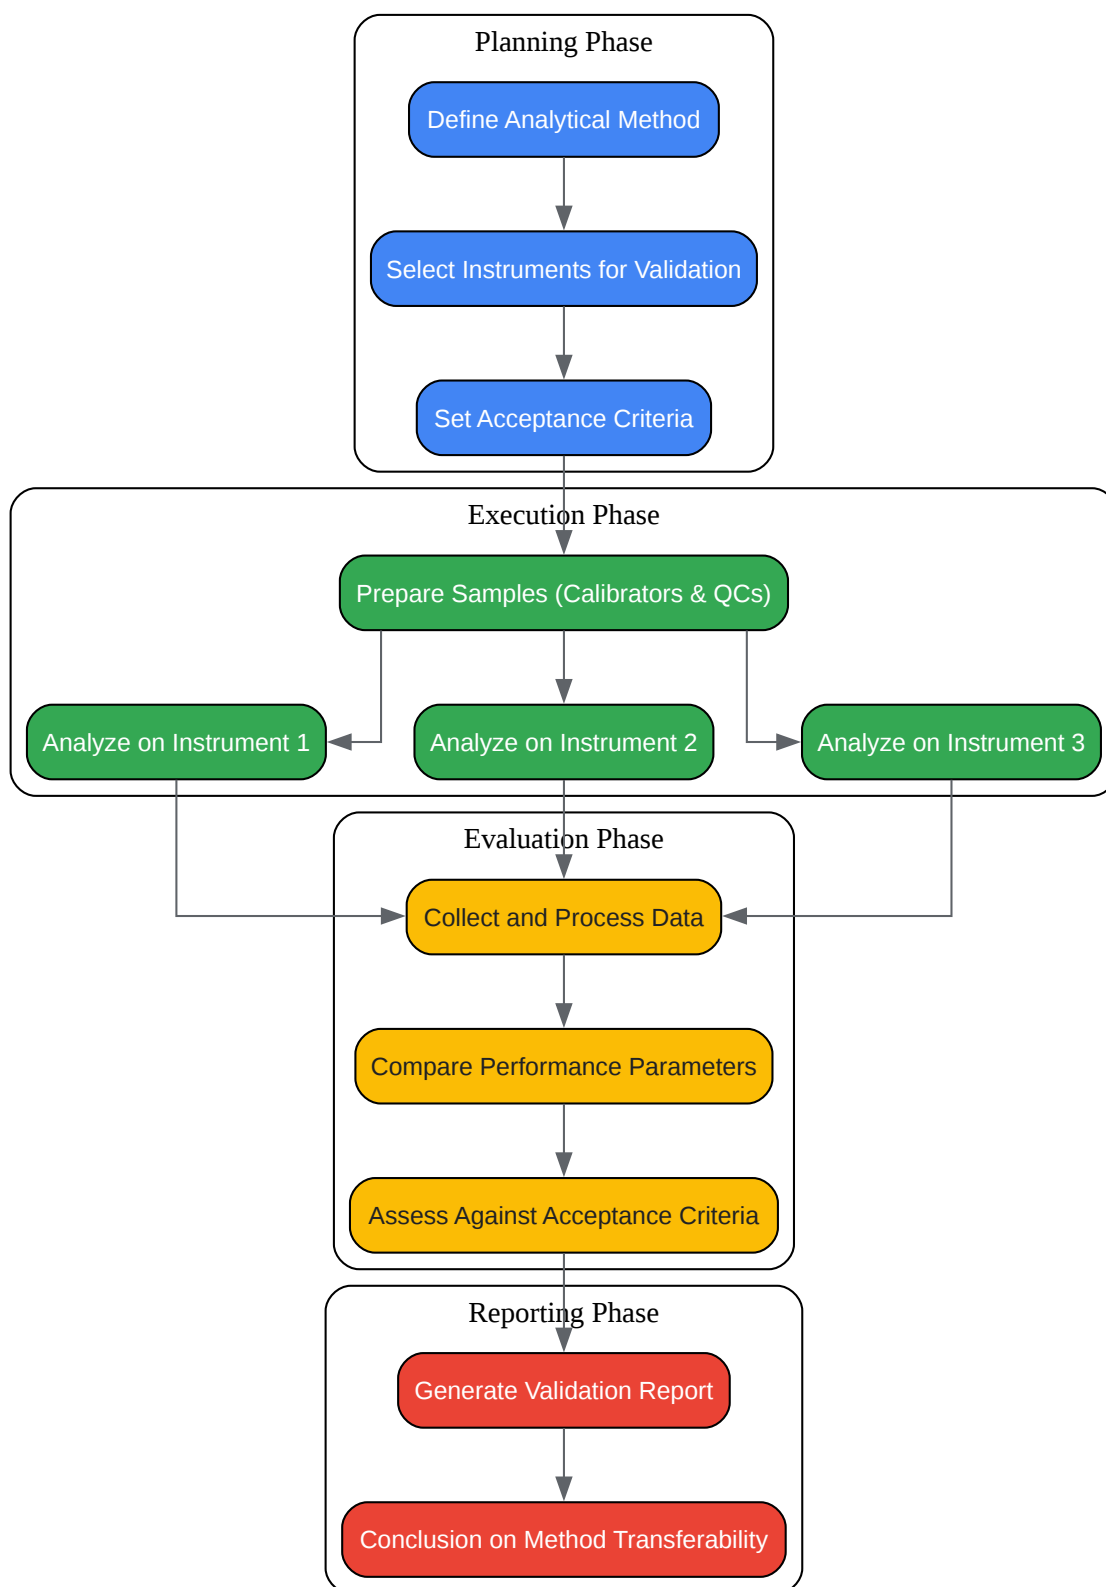 Planning Phase
Define Analytical Method
Select Instruments for Validation
Set Acceptance Criteria
Execution Phase
Prepare Samples (Calibrators & QCs)
Analyze on Instrument 1
Analyze on Instrument 2
Analyze on Instrument 3
Evaluation Phase
Collect and Process Data
Compare Performance Parameters
Assess Against Acceptance Criteria
Reporting Phase
Generate Validation Report
Conclusion on Method Transferability